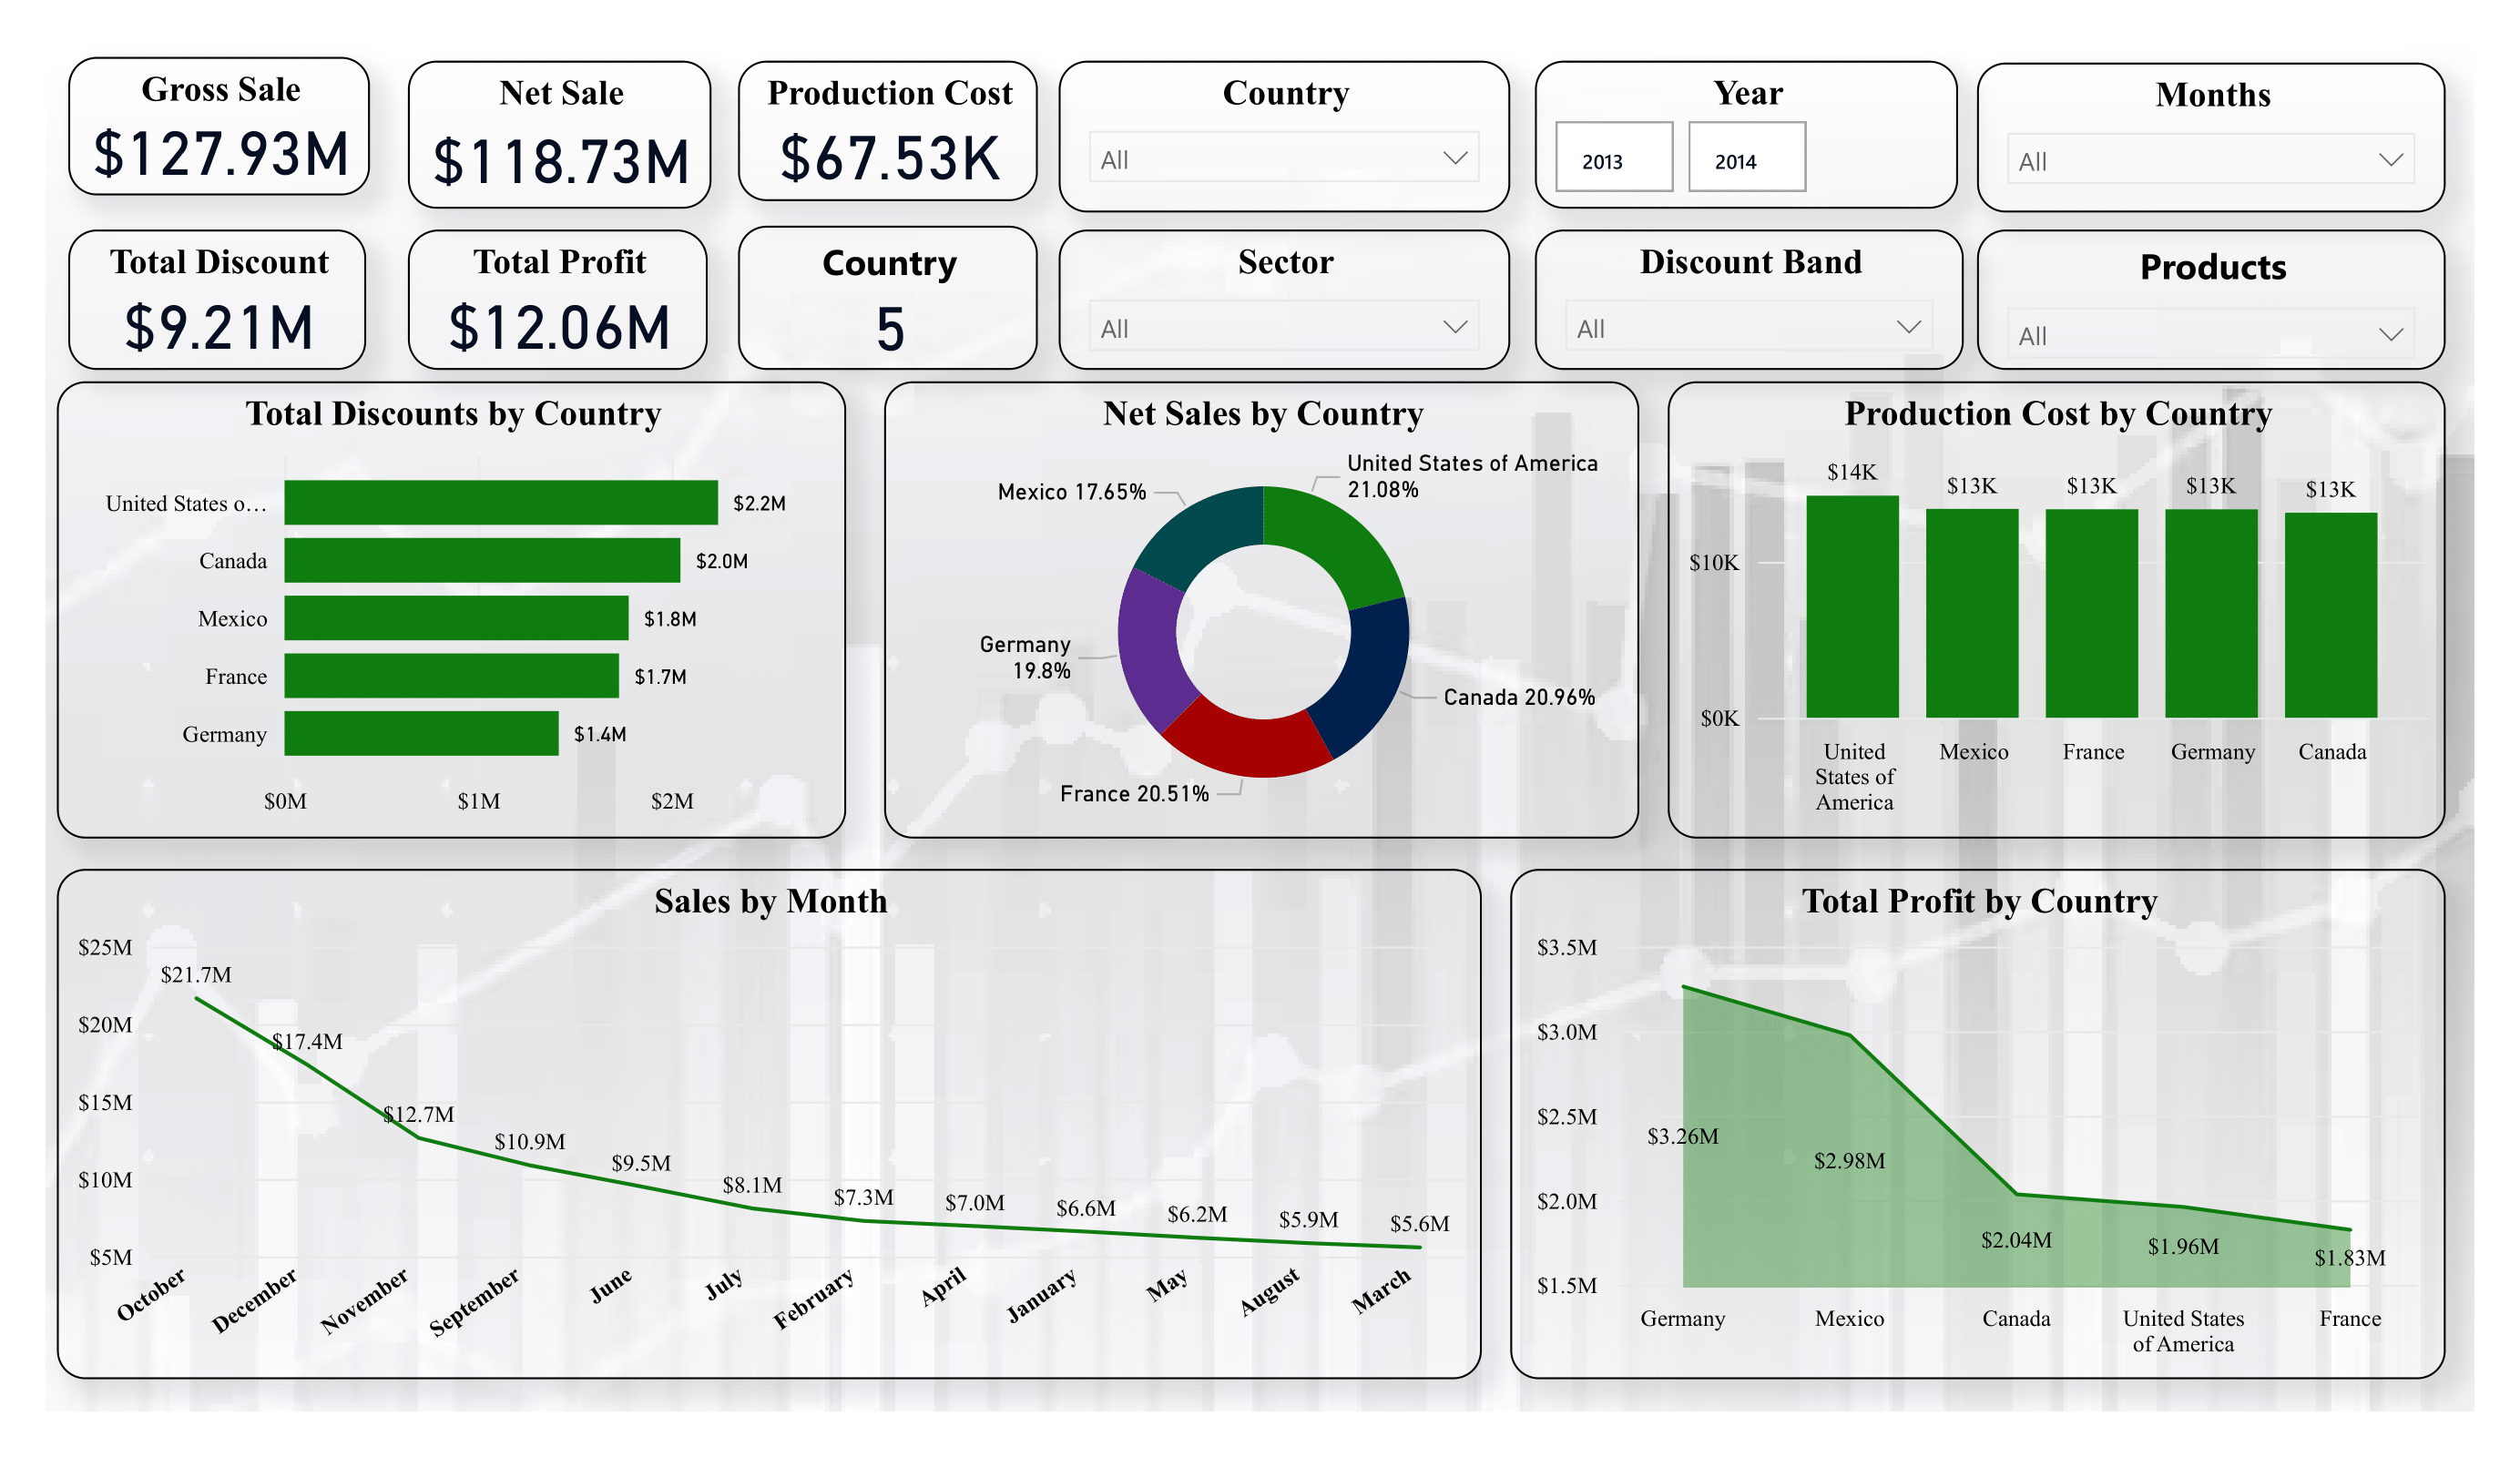 Gross Sale
$127.93M
Net Sale
$118.73M
Production Cost
$67.53K
Country
All
Year
2013
2014
Months
All
Total Discount
$9.21M
Total Profit
$12.06M
Country
5
Sector
All
Discount Band
All
Products
All
Total Discounts by Country
United States o...
$2.2M
Canada
$2.0M
Mexico
$1.8M
France
$1.7M
Germany
$1.4M
$0M
$1M
$2M
Net Sales by Country
United States of America
21.08%
Mexico 17.65%
Germany
19.8%
Canada 20.96%
France 20.51%
Production Cost by Country
$14K
$13K
$13K
$13K
$13K
$10K
$0K
United
States of
America
Mexico
France
Germany
Canada
Sales by Month
$25M
$20M
$15M
$10M
$5M
$21.7M
$17.4M
$12.7M
$10.9M
$9.5M
$8.1M
$7.3M
$7.0M
$6.6M
$6.2M
$5.9M
$5.6M
October
December
November
September
June
July
February
April
January
May
August
March
Total Profit by Country
$3.5M
$3.0M
$2.5M
$2.0M
$1.5M
$3.26M
$2.98M
$2.04M
$1.96M
$1.83M
Germany
Mexico
Canada
United States
of America
France